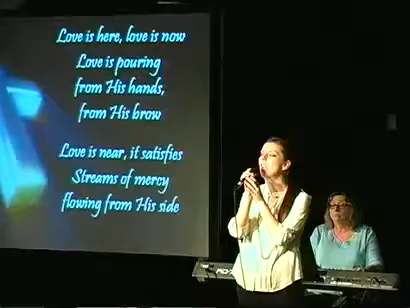 Love is here, love is now
Love is pouring
from His hands,
from His brow
Love is near, it satisfies
Streams of mercy
flowing from His side